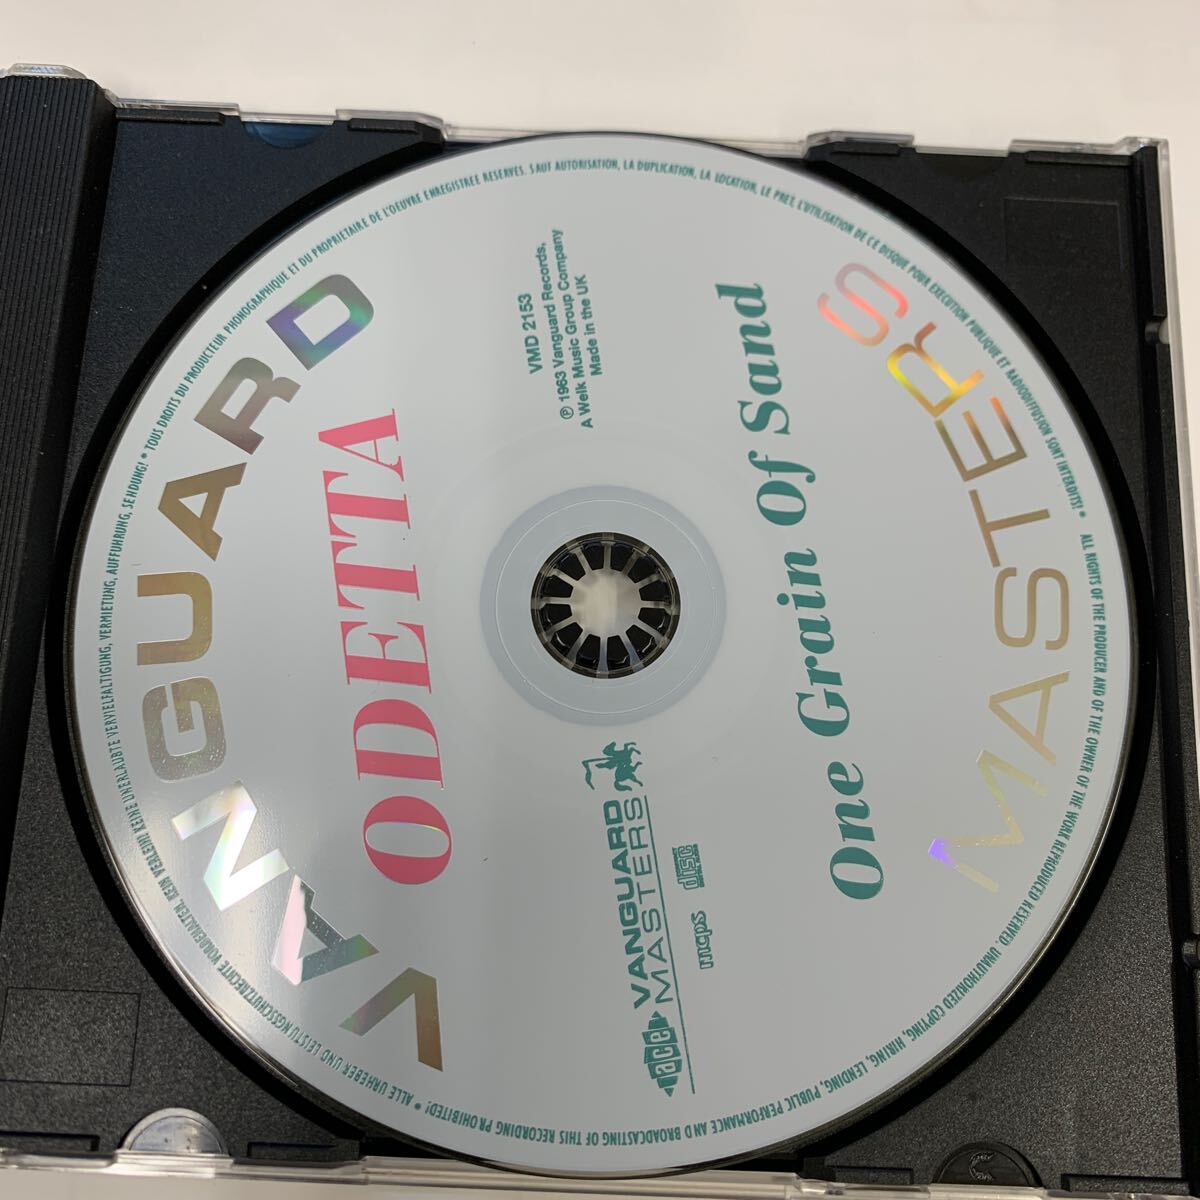 VANGUARD
ODETTA
VMD 2153
℗ 1963 Vanguard Records,
A Welk Music Group Company
Made in the UK
ace
VANGUARD
MASTERS
mcps
disc
One Grain Of Sand
MASTERS
ALL RIGHTS OF THE PRODUCER AND OF THE OWNER OF THE WORK REPRODUCED RESERVED. UNAUTHORIZED COPYING, HIRING, LENDING, PUBLIC PERFORMANCE AND BROADCASTING OF THIS RECORDING PROHIBITED! • ALLE URHEBER UND LEISTUNGSSCHUTZRECHTE VORBEHALTEN. KEIN VERLEIH! KEINE UNERLAUBTE VERVIELFALTIGUNG, VERMIETUNG, AUFFUHRUNG, SENDUNG! • TOUS DROITS DU PRODUCTEUR PHONOGRAPHIQUE ET DU PROPRIETAIRE DE L'OEUVRE ENREGISTREE RESERVES. SAUF AUTORISATION, LA DUPLICATION, LA LOCATION, LE PRET, L'UTILISATION DE CE DISQUE POUR EXECUTION PUBLIQUE ET RADIODIFFUSION SONT INTERDITS! •